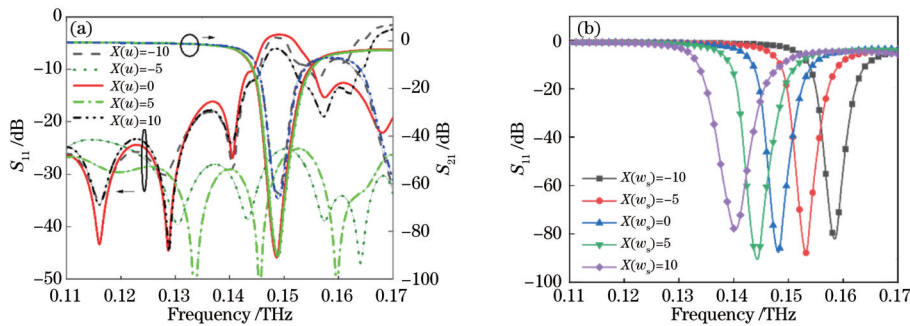 (a)
0
−10
−20
−30
−40
−50
S11 /dB
X(u)=−10
X(u)=−5
X(u)=0
X(u)=5
X(u)=10
0
−20
−40
−60
−80
−100
S21 /dB
0.11 0.12 0.13 0.14 0.15 0.16 0.17
Frequency /THz
(b)
0
−20
−40
−60
−80
−100
S11 /dB
X(ws)=−10
X(ws)=−5
X(ws)=0
X(ws)=5
X(ws)=10
0.11 0.12 0.13 0.14 0.15 0.16 0.17
Frequency /THz